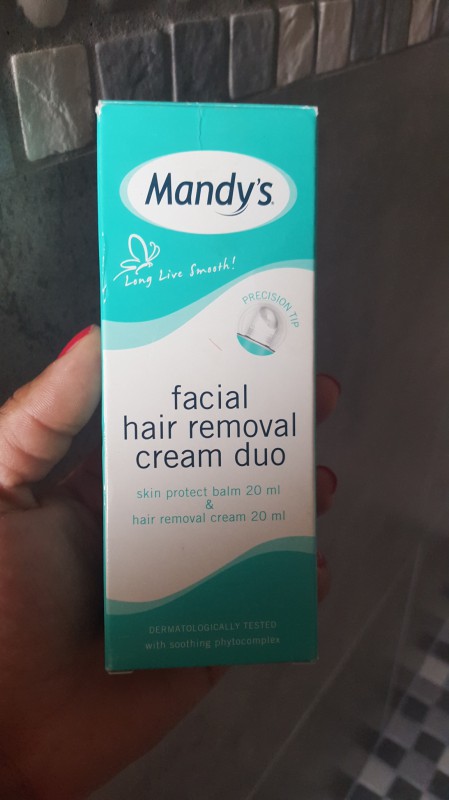 Mandy's
Long Live Smooth!
PRECISION TIP
facial
hair removal
cream duo
skin protect balm 20 ml
&
hair removal cream 20 ml
DERMATOLOGICALLY TESTED
with soothing phytocomplex